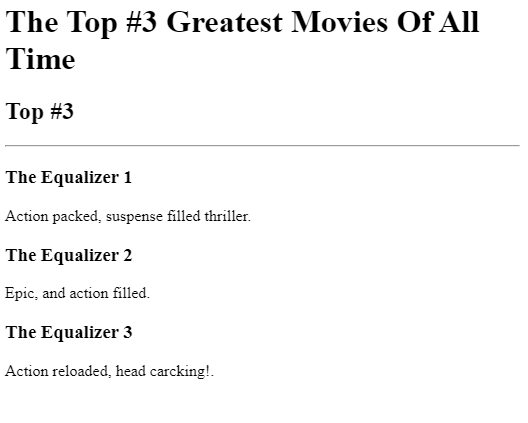 The Top #3 Greatest Movies Of All
Time
Top #3
The Equalizer 1
Action packed, suspense filled thriller.
The Equalizer 2
Epic, and action filled.
The Equalizer 3
Action reloaded, head carcking!.